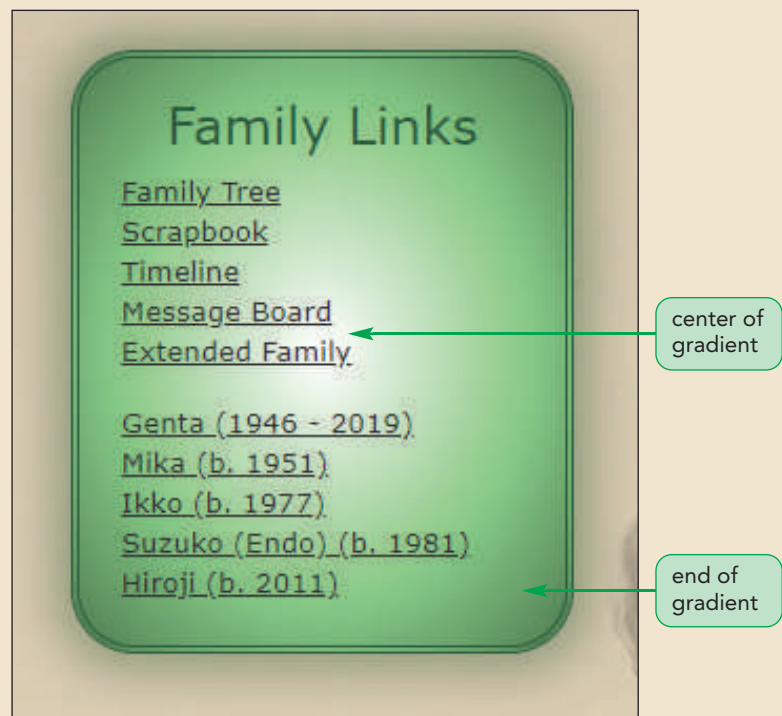 Family Links
Family Tree
Scrapbook
Timeline
Message Board
Extended Family
Genta (1946 - 2019)
Mika (b. 1951)
Ikko (b. 1977)
Suzuko (Endo) (b. 1981)
Hiroji (b. 2011)
center of
gradient
end of
gradient